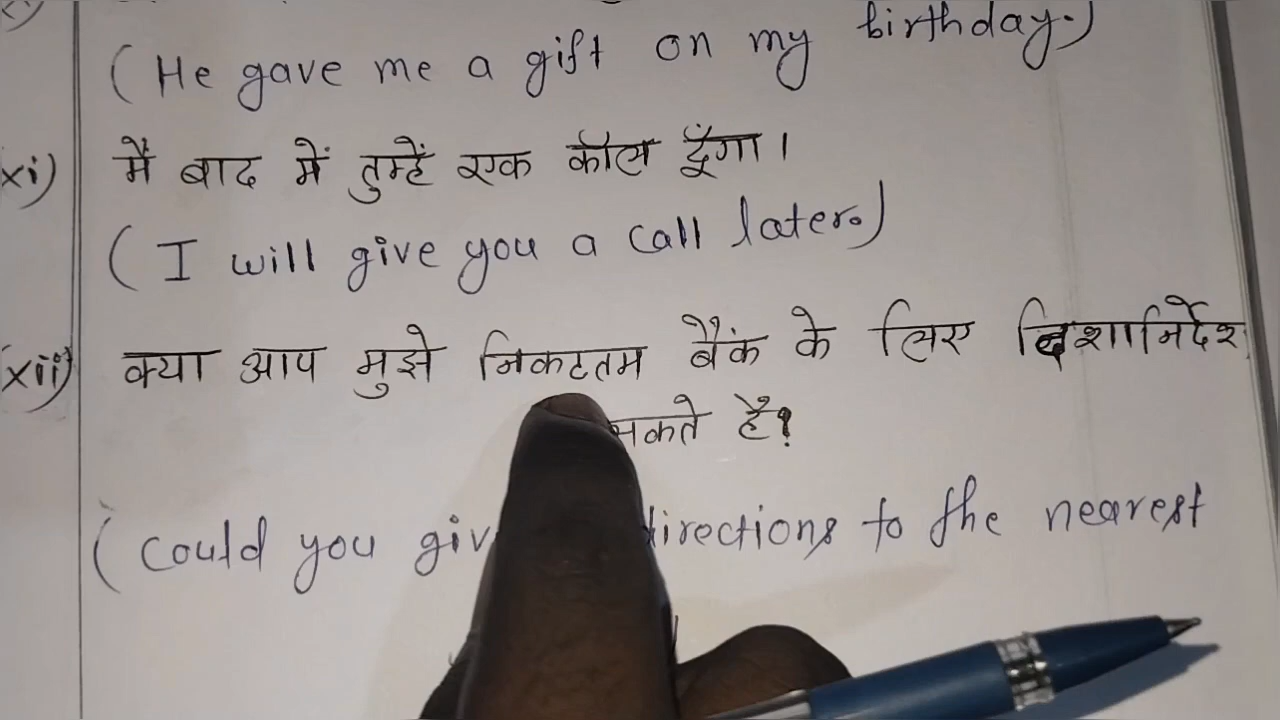 (He gave me a gift on my birthday.)
xi) मैं बाद में तुम्हें एक कॉल दूँगा।
(I will give you a call later.)
xii) क्या आप मुझे निकटतम बैंक के लिए दिशानिर्देश
सकते हैं?
(Could you giv directions to the nearest